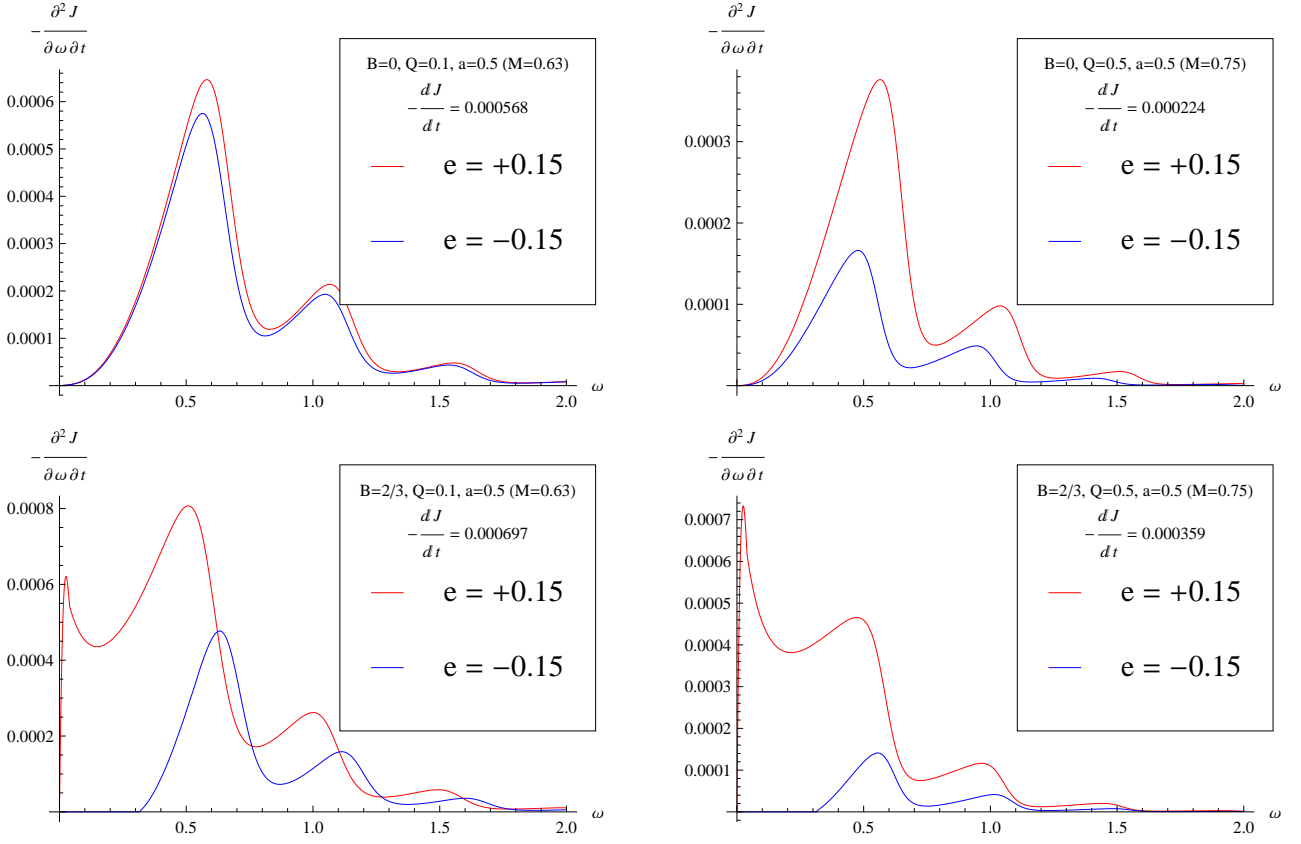 − ∂² J / ∂ω ∂t
B=0, Q=0.1, a=0.5 (M=0.63)
− ⅆJ / ⅆt = 0.000568
e = +0.15
e = −0.15
0.0006
0.0005
0.0004
0.0003
0.0002
0.0001
0.5 1.0 1.5 2.0 ω
− ∂² J / ∂ω ∂t
B=0, Q=0.5, a=0.5 (M=0.75)
− ⅆJ / ⅆt = 0.000224
e = +0.15
e = −0.15
0.0003
0.0002
0.0001
0.5 1.0 1.5 2.0 ω
− ∂² J / ∂ω ∂t
B=2/3, Q=0.1, a=0.5 (M=0.63)
− ⅆJ / ⅆt = 0.000697
e = +0.15
e = −0.15
0.0008
0.0006
0.0004
0.0002
0.5 1.0 1.5 2.0 ω
− ∂² J / ∂ω ∂t
B=2/3, Q=0.5, a=0.5 (M=0.75)
− ⅆJ / ⅆt = 0.000359
e = +0.15
e = −0.15
0.0007
0.0006
0.0005
0.0004
0.0003
0.0002
0.0001
0.5 1.0 1.5 2.0 ω